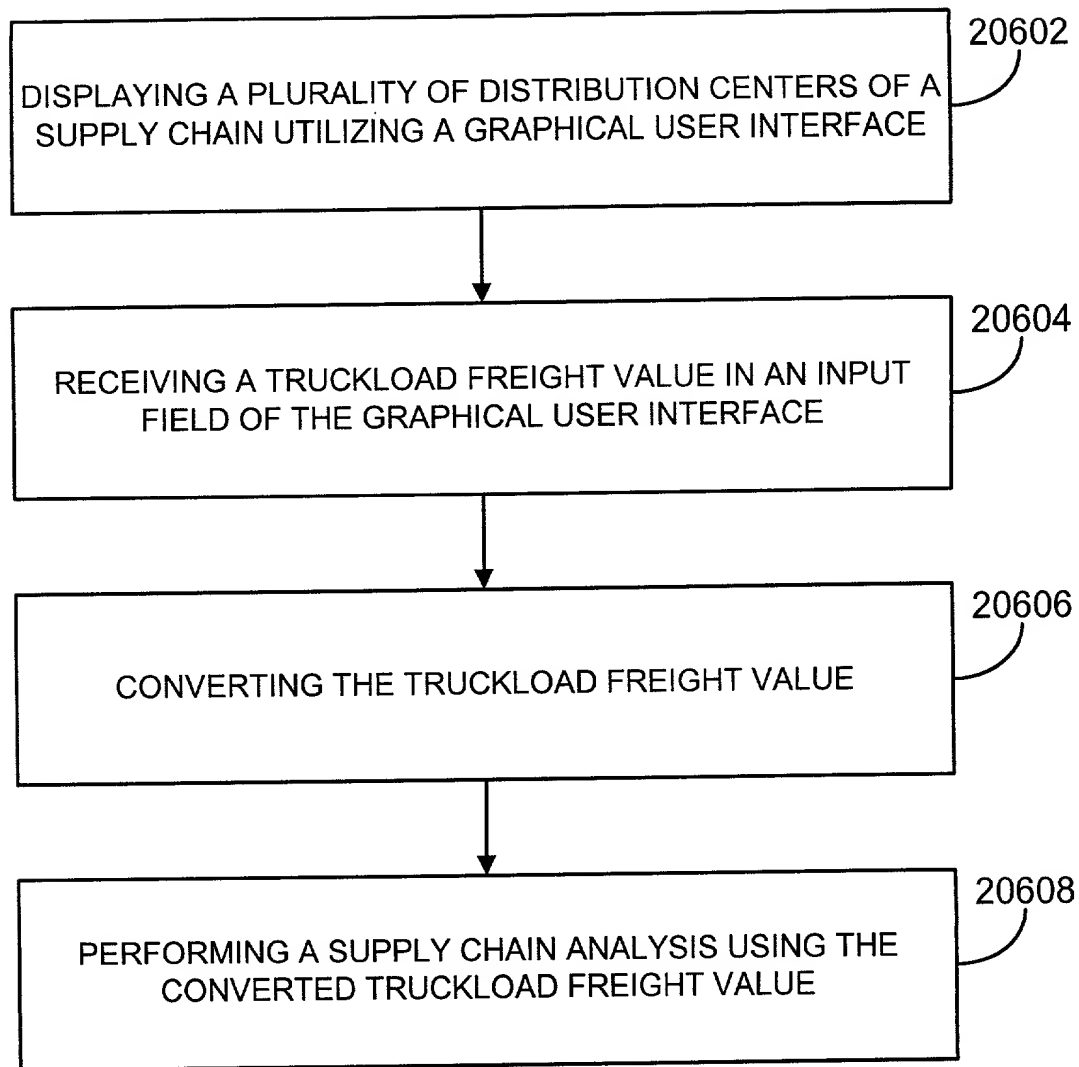 20602
DISPLAYING A PLURALITY OF DISTRIBUTION CENTERS OF A
SUPPLY CHAIN UTILIZING A GRAPHICAL USER INTERFACE
20604
RECEIVING A TRUCKLOAD FREIGHT VALUE IN AN INPUT
FIELD OF THE GRAPHICAL USER INTERFACE
20606
CONVERTING THE TRUCKLOAD FREIGHT VALUE
20608
PERFORMING A SUPPLY CHAIN ANALYSIS USING THE
CONVERTED TRUCKLOAD FREIGHT VALUE